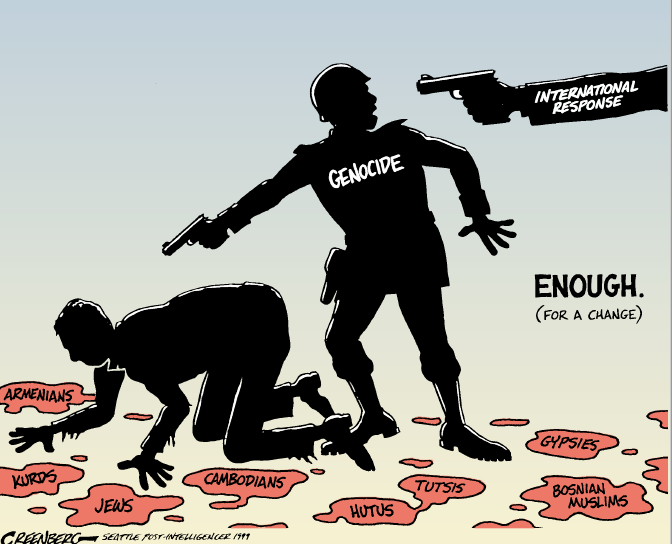 INTERNATIONAL
RESPONSE
GENOCIDE
ENOUGH.
(FOR A CHANGE)
ARMENIANS
GYPSIES
KURDS
CAMBODIANS
JEWS
TUTSIS
HUTUS
BOSNIAN
MUSLIMS
GREENBERG— SEATTLE POST-INTELLIGENCER 1999